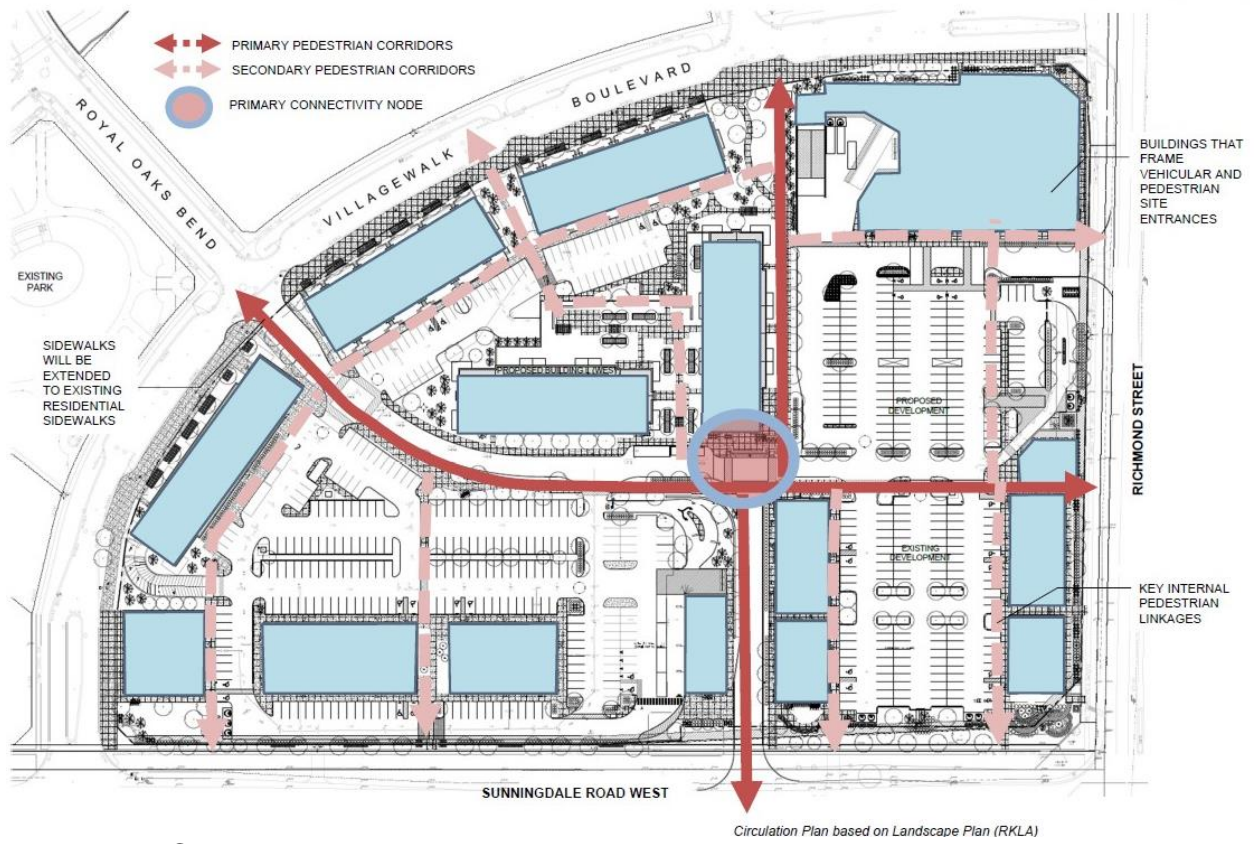 PRIMARY PEDESTRIAN CORRIDORS
SECONDARY PEDESTRIAN CORRIDORS
PRIMARY CONNECTIVITY NODE
ROYAL OAKS BEND
VILLAGEWALK BOULEVARD
BUILDINGS THAT
FRAME
VEHICULAR AND
PEDESTRIAN
SITE
ENTRANCES
EXISTING
PARK
SIDEWALKS
WILL BE
EXTENDED
TO EXISTING
RESIDENTIAL
SIDEWALKS
PROPOSED BUILDING 1 WEST
PROPOSED
DEVELOPMENT
RICHMOND STREET
EXISTING
DEVELOPMENT
KEY INTERNAL
PEDESTRIAN
LINKAGES
SUNNINGDALE ROAD WEST
Circulation Plan based on Landscape Plan (RKLA)